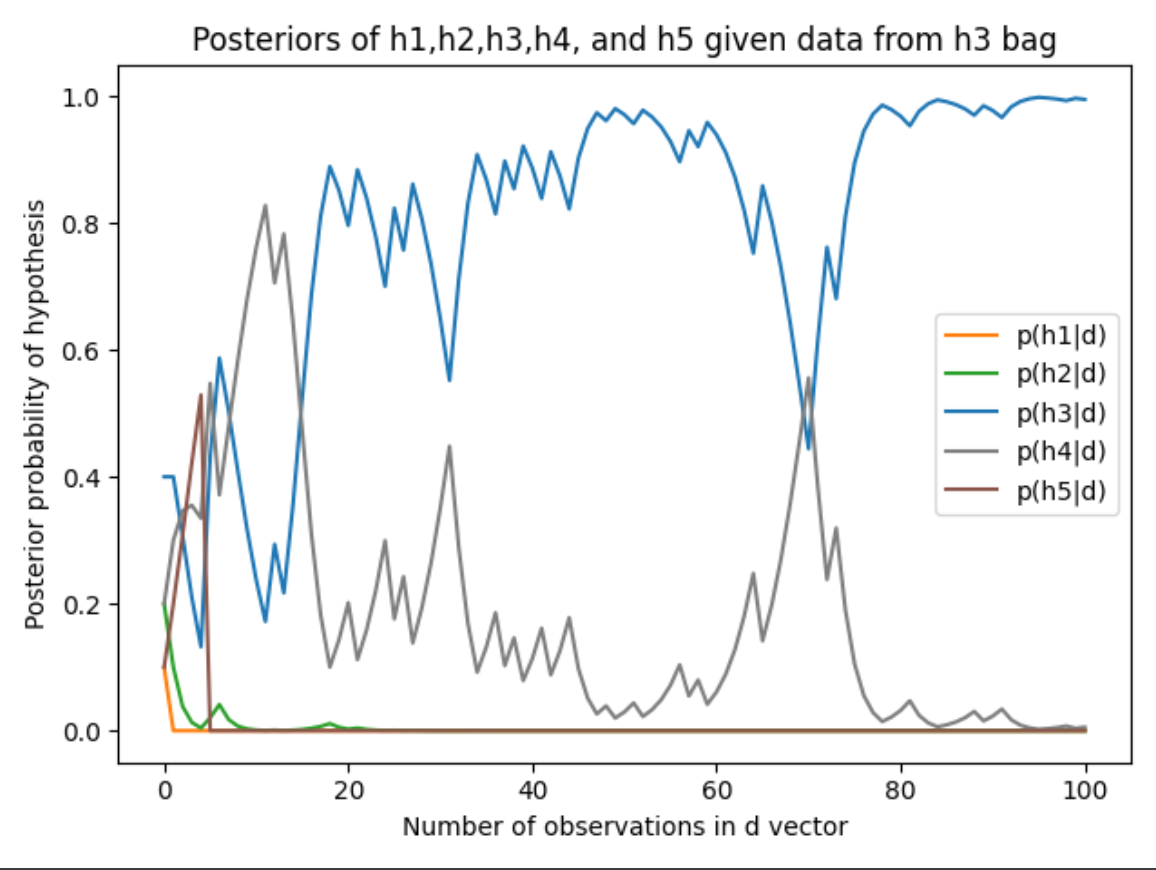 Posteriors of h1,h2,h3,h4, and h5 given data from h3 bag
Posterior probability of hypothesis
1.0
0.8
0.6
0.4
0.2
0.0
p(h1|d)
p(h2|d)
p(h3|d)
p(h4|d)
p(h5|d)
0 20 40 60 80 100
Number of observations in d vector